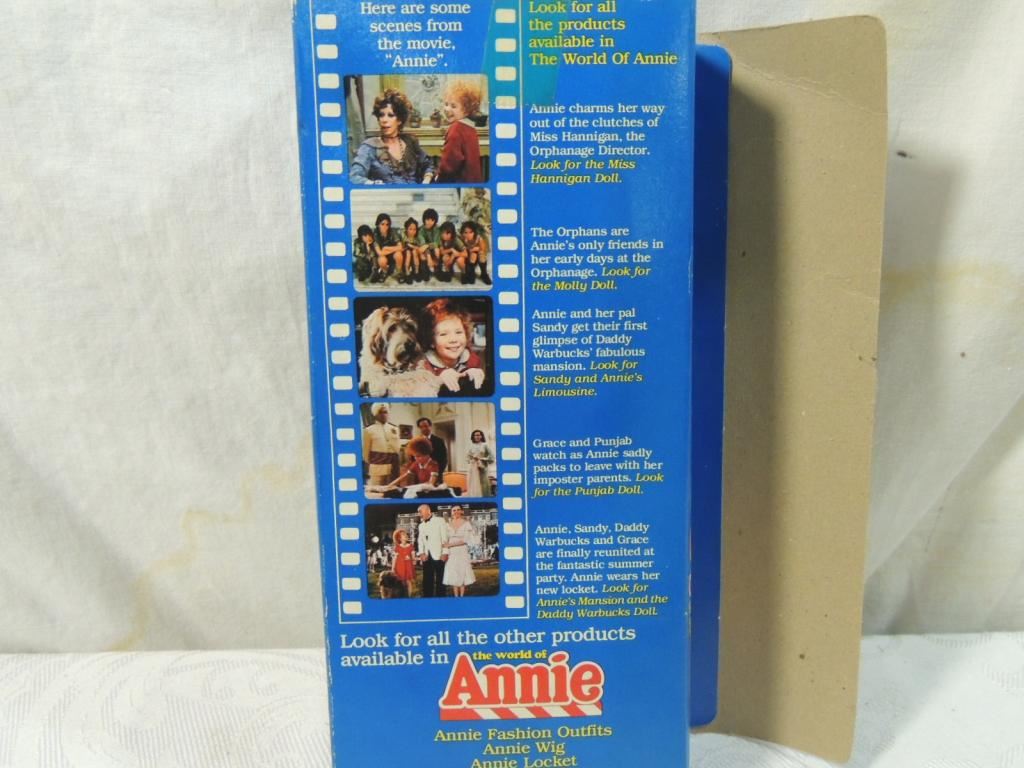 Here are some
scenes from
the movie,
"Annie".
Look for all
the products
available in
The World Of Annie
Annie charms her way
out of the clutches of
Miss Hannigan, the
Orphanage Director.
Look for the Miss
Hannigan Doll.
The Orphans are
Annie's only friends in
her early days at the
Orphanage. Look for
the Molly Doll.
Annie and her pal
Sandy get their first
glimpse of Daddy
Warbucks' fabulous
mansion. Look for
Sandy and Annie's
Limousine.
Grace and Punjab
watch as Annie sadly
packs to leave with her
imposter parents. Look
for the Punjab Doll.
Annie, Sandy, Daddy
Warbucks and Grace
are finally reunited at
the fantastic summer
party. Annie wears her
new locket. Look for
Annie's Mansion and the
Daddy Warbucks Doll.
Look for all the other products
available in the world of
Annie
Annie Fashion Outfits
Annie Wig
Annie Locket